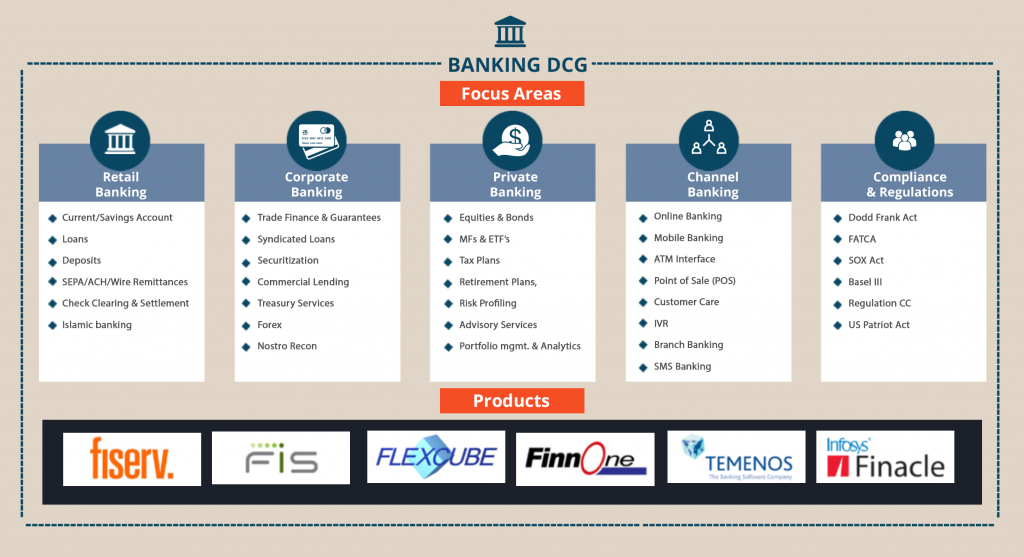 BANKING DCG
Focus Areas
Retail
Banking
Current/Savings Account
Loans
Deposits
SEPA/ACH/Wire Remittances
Check Clearing & Settlement
Islamic banking
Corporate
Banking
Trade Finance & Guarantees
Syndicated Loans
Securitization
Commercial Lending
Treasury Services
Forex
Nostro Recon
Private
Banking
Equities & Bonds
MFs & ETF's
Tax Plans
Retirement Plans,
Risk Profiling
Advisory Services
Portfolio mgmt. & Analytics
Channel
Banking
Online Banking
Mobile Banking
ATM Interface
Point of Sale (POS)
Customer Care
IVR
Branch Banking
SMS Banking
Compliance
& Regulations
Dodd Frank Act
FATCA
SOX Act
Basel III
Regulation CC
US Patriot Act
Products
fiserv.
FIS
FLEXCUBE
FinnOne
TEMENOS
The Banking Software Company
Infosys®
Finacle